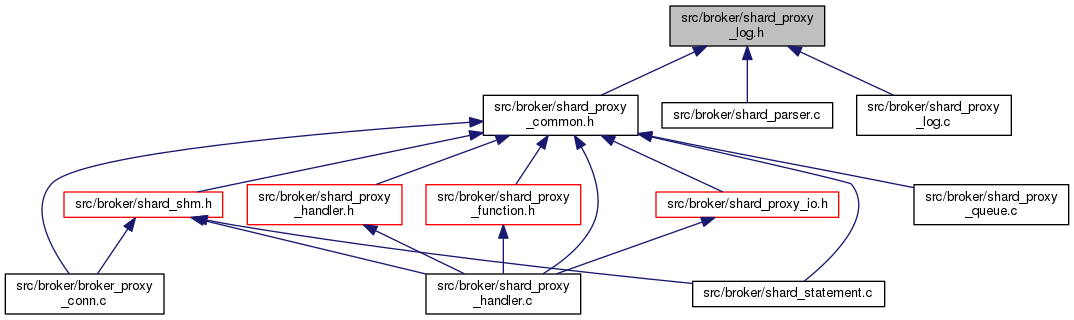 src/broker/shard_proxy
_log.h
src/broker/shard_proxy
_common.h
src/broker/shard_parser.c
src/broker/shard_proxy
_log.c
src/broker/shard_shm.h
src/broker/shard_proxy
_handler.h
src/broker/shard_proxy
_function.h
src/broker/shard_proxy_io.h
src/broker/shard_proxy
_queue.c
src/broker/broker_proxy
_conn.c
src/broker/shard_proxy
_handler.c
src/broker/shard_statement.c